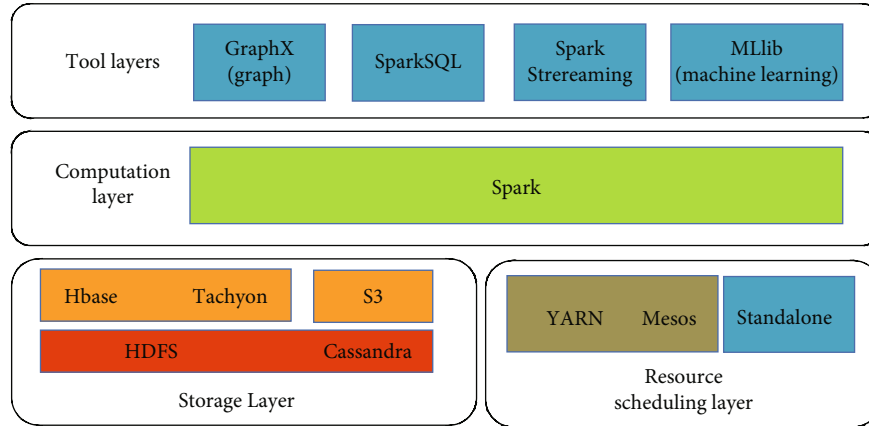 Tool layers
GraphX
(graph)
SparkSQL
Spark
Strereaming
MLlib
(machine learning)
Computation
layer
Spark
Hbase
Tachyon
S3
HDFS
Cassandra
Storage Layer
YARN
Mesos
Standalone
Resource
scheduling layer